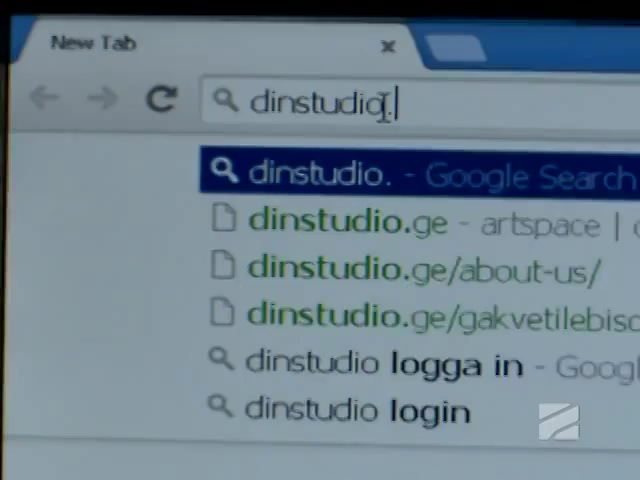 New Tab
dinstudio.
dinstudio. - Google Search
dinstudio.ge - artspace |
dinstudio.ge/about-us/
dinstudio.ge/gakvetilebisc
dinstudio logga in - Googl
dinstudio login